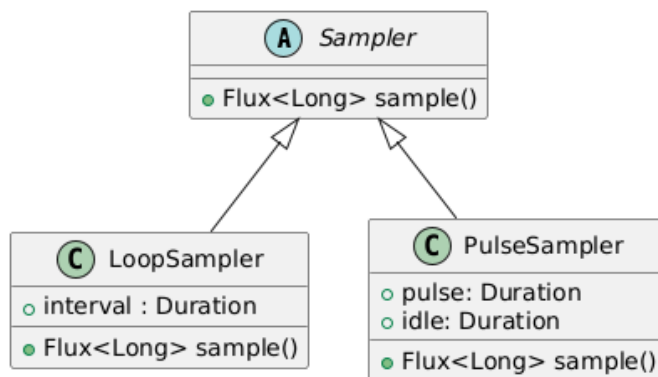 A Sampler
+ Flux<Long> sample()
C LoopSampler
interval : Duration
Flux<Long> sample()
C PulseSampler
pulse: Duration
idle: Duration
Flux<Long> sample()